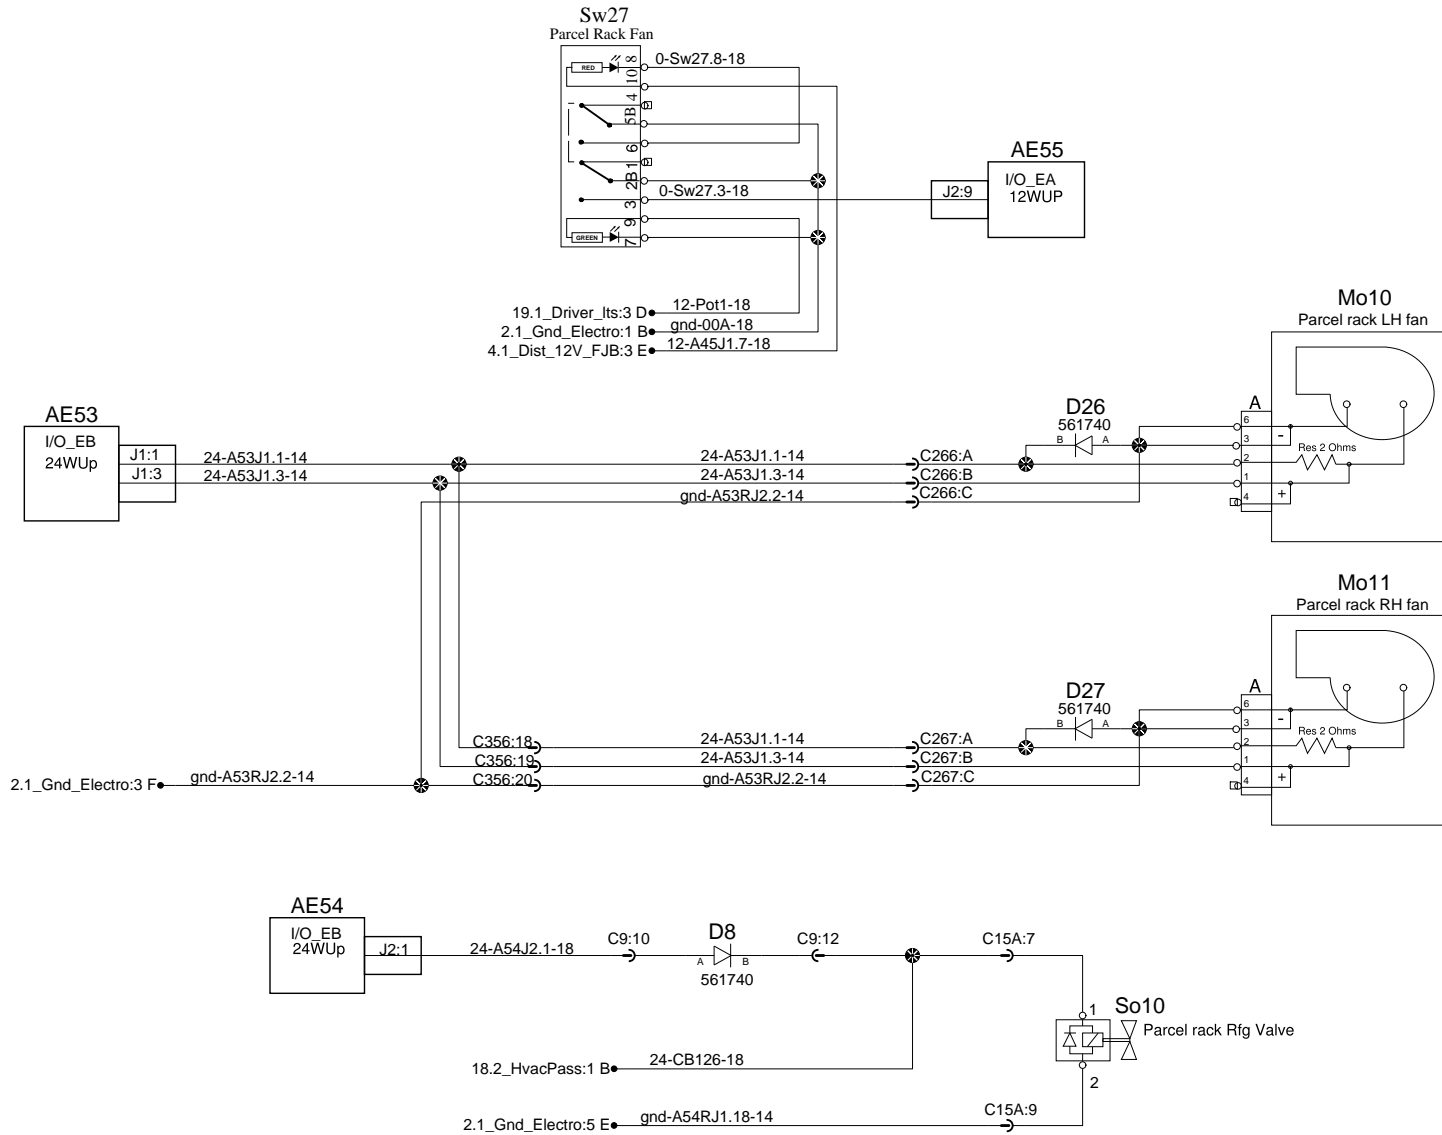 Sw27
Parcel Rack Fan
RED
8
0-Sw27.8-18
10
4
5B
6
1
2B
0-Sw27.3-18
3
9
GREEN
7
AE55
I/O_EA
12WUP
J2:9
19.1_Driver_lts:3 D
12-Pot1-18
2.1_Gnd_Electro:1 B
gnd-00A-18
4.1_Dist_12V_FJB:3 E
12-A45J1.7-18
Mo10
Parcel rack LH fan
AE53
I/O_EB
24WUp
J1:1
J1:3
24-A53J1.1-14
24-A53J1.3-14
24-A53J1.1-14
24-A53J1.3-14
gnd-A53RJ2.2-14
C266:A
C266:B
C266:C
D26
561740
B
A
A
6
3
2
1
4
-
+
Res 2 Ohms
Mo11
Parcel rack RH fan
D27
561740
B
A
A
6
3
2
1
4
-
+
Res 2 Ohms
C356:18
C356:19
C356:20
24-A53J1.1-14
24-A53J1.3-14
gnd-A53RJ2.2-14
C267:A
C267:B
C267:C
2.1_Gnd_Electro:3 F
gnd-A53RJ2.2-14
AE54
I/O_EB
24WUp
J2:1
24-A54J2.1-18
C9:10
D8
A
B
561740
C9:12
C15A:7
1
So10
Parcel rack Rfg Valve
2
18.2_HvacPass:1 B
24-CB126-18
2.1_Gnd_Electro:5 E
gnd-A54RJ1.18-14
C15A:9